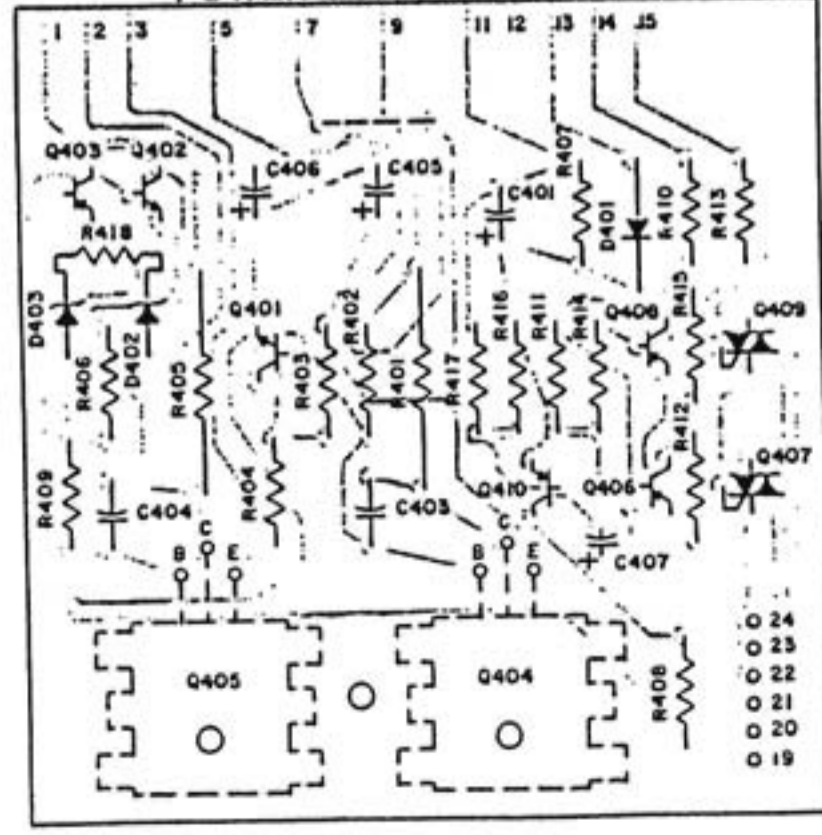 1 2 3 5 7 9 11 12 13 14 15
Q403 Q402 C406 C405 R407
C401 D401 R410 R413
R418
D403 Q401 R402 R416 R411 R414 Q408 R415 Q409
R406 D402 R405 R403 R401 R417 R412
R409 C404 R404 C403 Q410 Q406 Q407
B C E B C E C407
24
23
Q405 Q404 R408 22
21
20
19